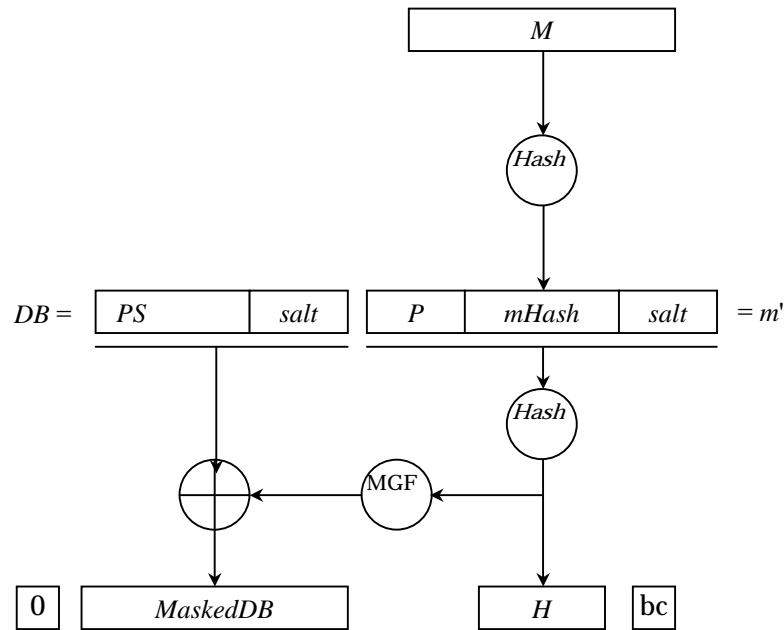 M
Hash
DB = PS salt P mHash salt = m'
Hash
MGF
0 MaskedDB H bc